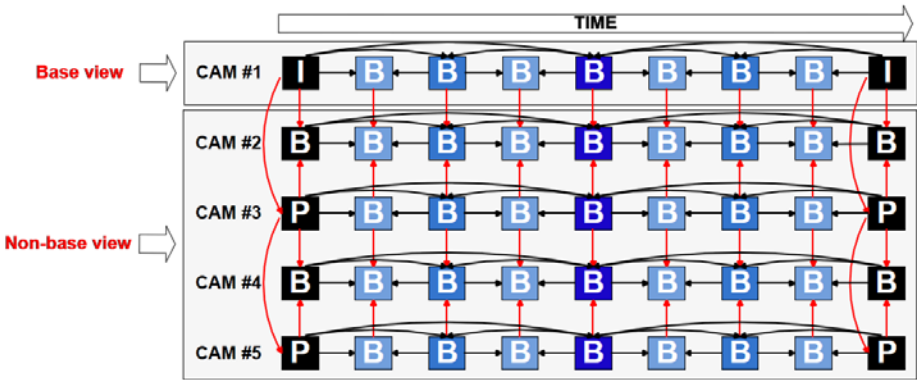 TIME
Base view CAM #1 I B B B B B B B I
CAM #2 B B B B B B B B B
CAM #3 P B B B B B B B P
Non-base view
CAM #4 B B B B B B B B B
CAM #5 P B B B B B B B P